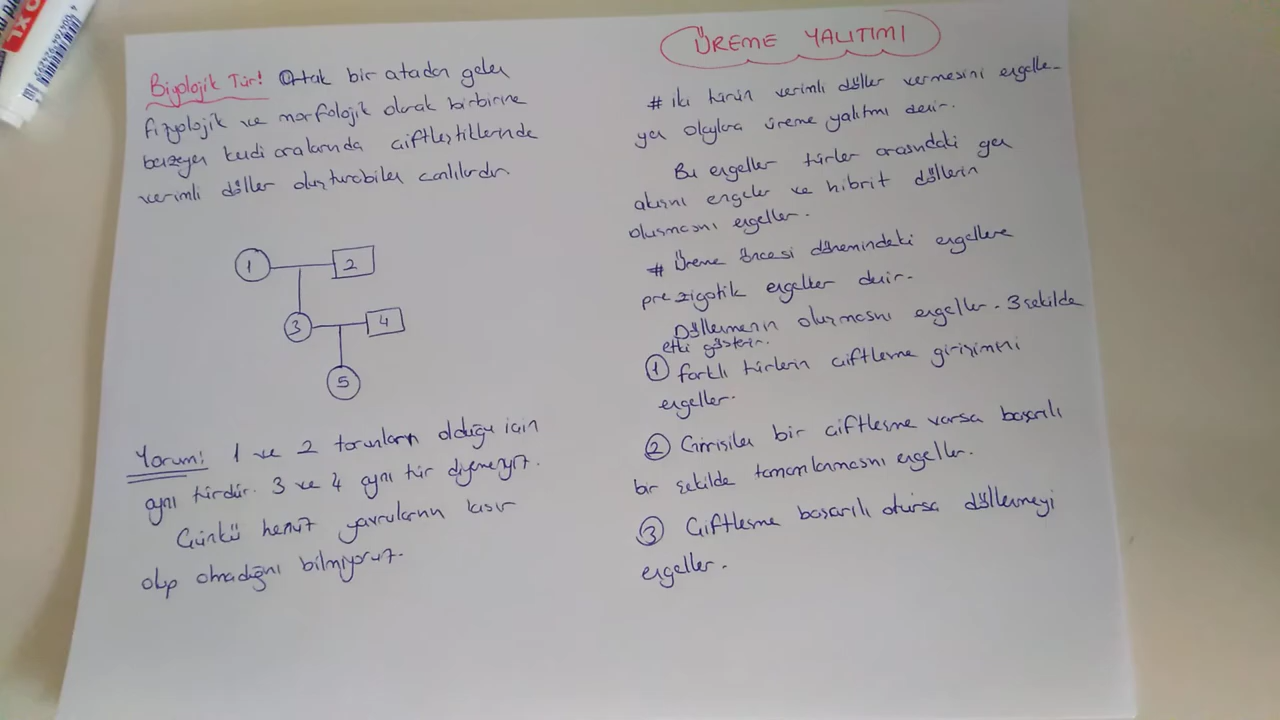 Biyolojik Tür! Ortak bir atadan gelen
fizyolojik ve morfolojik olarak birbirine
benzeyen kendi aralarında çiftleştiklerinde
verimli döller oluşturabilen canlılardır.
1
2
3
4
5
Yorum! 1 ve 2 torunların olduğu için
aynı türdür. 3 ve 4 aynı tür diyemeyiz.
Çünkü henüz yavrularının kısır
olup olmadığını bilmiyoruz.
ÜREME YALITIMI
# iki türün verimli döller vermesini engelle-
yen olaylara üreme yalıtımı denir.
Bu engeller türler arasındaki gen
akışını engeller ve hibrit döllerin
oluşmasını engeller.
# Üreme öncesi dönemindeki engellere
prezigotik engeller denir.
Döllenmenin oluşmasını engeller. 3 şekilde
etki gösterir.
1 farklı türlerin çiftleşme girişimini
engeller.
2 Girişilen bir çiftleşme varsa başarılı
bir şekilde tamamlanmasını engeller.
3 Çiftleşme başarılı olursa döllenmeyi
engeller.